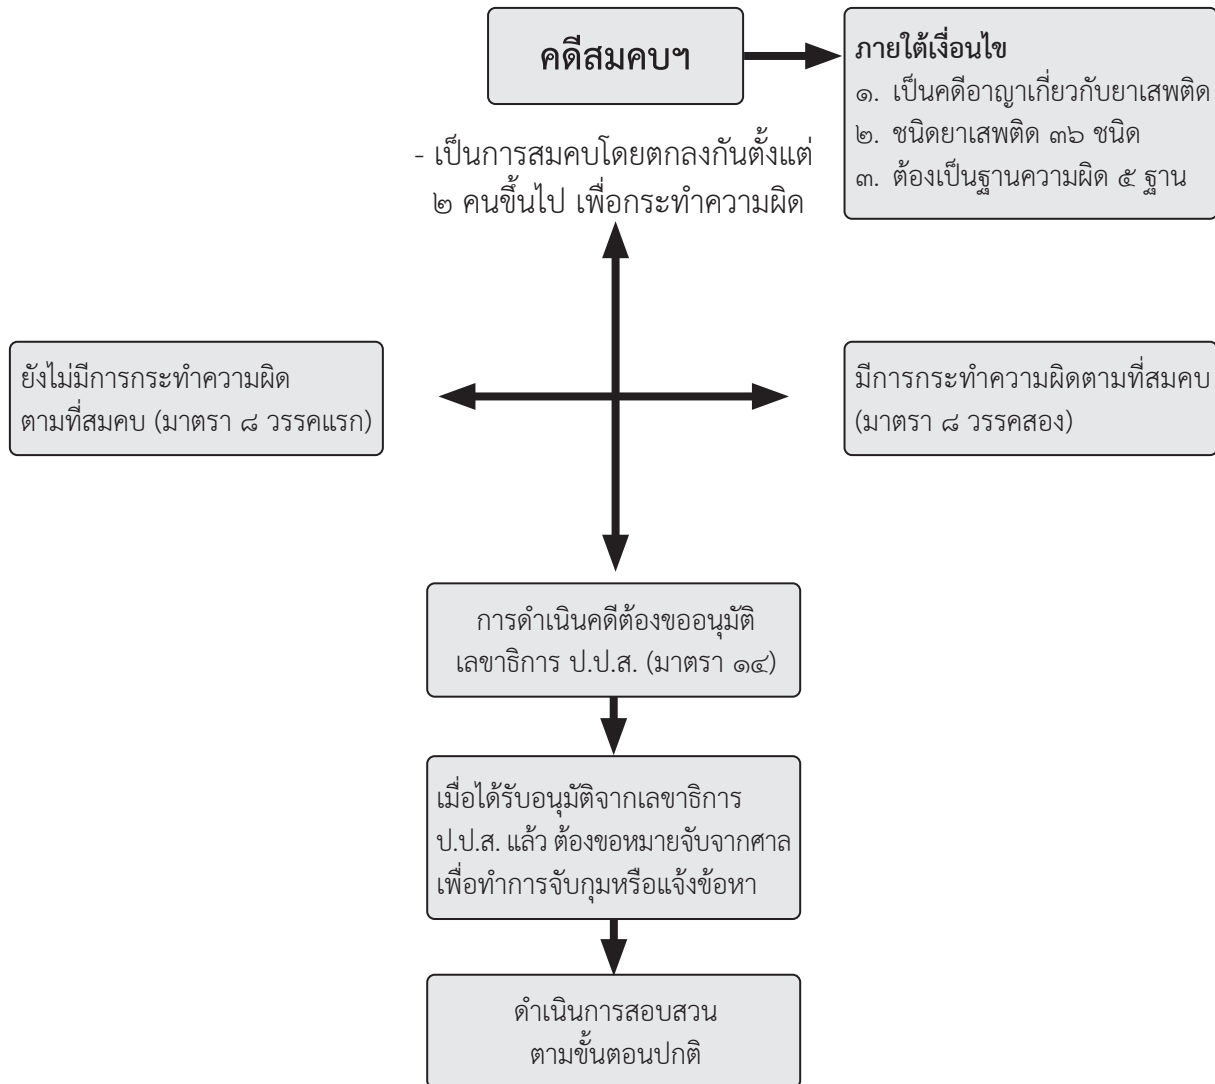 คดีสมคบฯ
ภายใต้เงื่อนไข
๑. เป็นคดีอาญาเกี่ยวกับยาเสพติด
๒. ชนิดยาเสพติด ๓๖ ชนิด
๓. ต้องเป็นฐานความผิด ๕ ฐาน
- เป็นการสมคบโดยตกลงกันตั้งแต่
๒ คนขึ้นไป เพื่อกระทำความผิด
ยังไม่มีการกระทำความผิด
ตามที่สมคบ (มาตรา ๘ วรรคแรก)
มีการกระทำความผิดตามที่สมคบ
(มาตรา ๘ วรรคสอง)
การดำเนินคดีต้องขออนุมัติ
เลขาธิการ ป.ป.ส. (มาตรา ๑๔)
เมื่อได้รับอนุมัติจากเลขาธิการ
ป.ป.ส. แล้ว ต้องขอหมายจับจากศาล
เพื่อทำการจับกุมหรือแจ้งข้อหา
ดำเนินการสอบสวน
ตามขั้นตอนปกติ